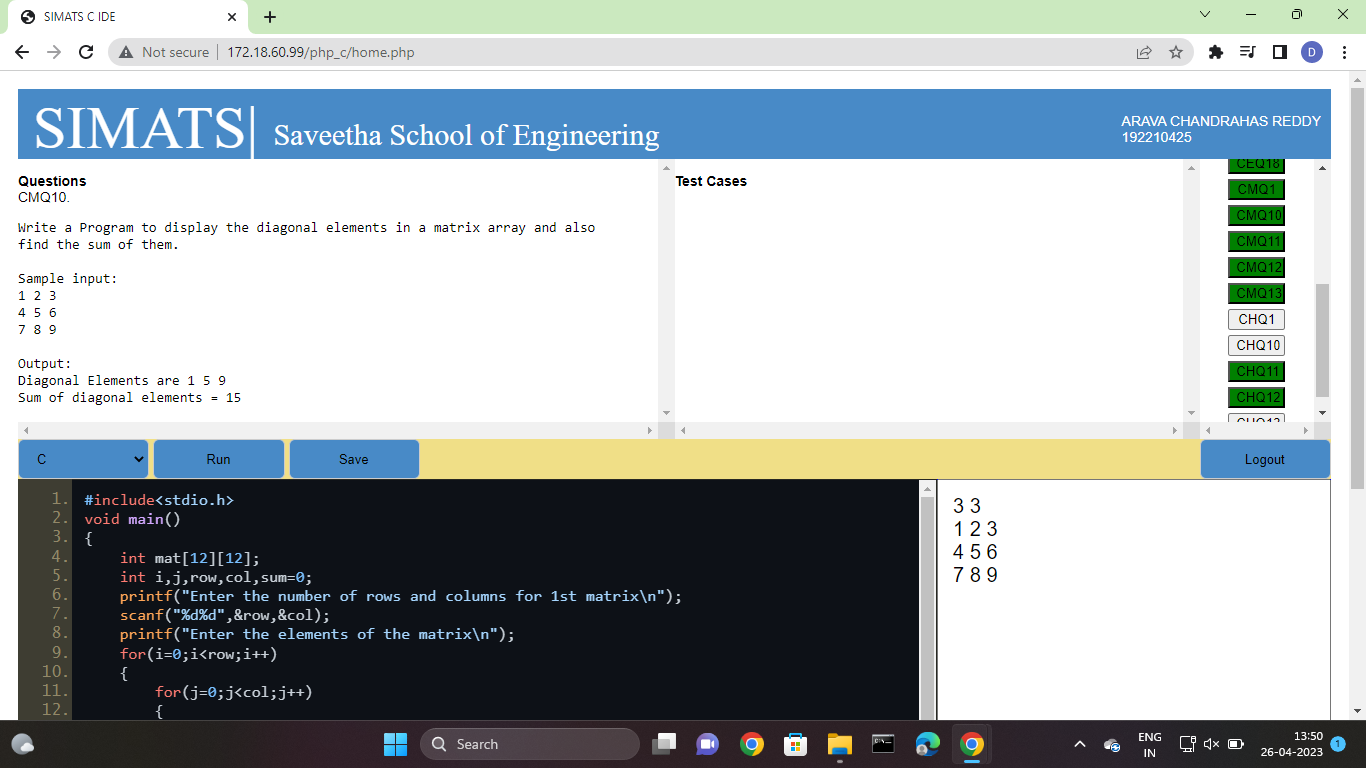 SIMATS C IDE
Not secure
172.18.60.99/php_c/home.php
D
SIMATS|
Saveetha School of Engineering
ARAVA CHANDRAHAS REDDY
192210425
Questions
CMQ10.
Write a Program to display the diagonal elements in a matrix array and also
find the sum of them.
Sample input:
1 2 3
4 5 6
7 8 9
Output:
Diagonal Elements are 1 5 9
Sum of diagonal elements = 15
Test Cases
CEQ18
CMQ1
CMQ10
CMQ11
CMQ12
CMQ13
CHQ1
CHQ10
CHQ11
CHQ12
C
Run
Save
Logout
1. #include<stdio.h>
2. void main()
3. {
4. int mat[12][12];
5. int i,j,row,col,sum=0;
6. printf("Enter the number of rows and columns for 1st matrix\n");
7. scanf("%d%d",&row,&col);
8. printf("Enter the elements of the matrix\n");
9. for(i=0;i<row;i++)
10. {
11. for(j=0;j<col;j++)
12. {
3 3
1 2 3
4 5 6
7 8 9
Search
ENG
IN
13:50
26-04-2023
1